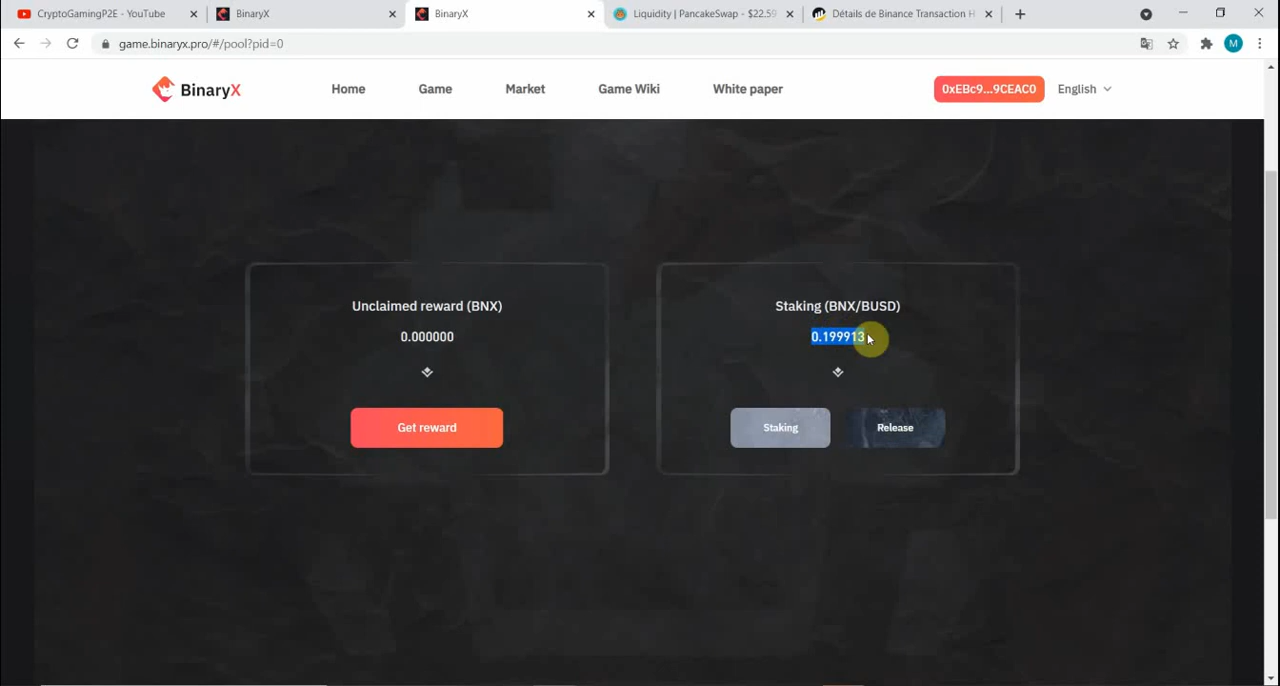 CryptoGamingP2E - YouTube
BinaryX
BinaryX
Liquidity | PancakeSwap - $22.59
Détails de Binance Transaction H
game.binaryx.pro/#/pool?pid=0
M
BinaryX
Home
Game
Market
Game Wiki
White paper
0xEBc9...9CEAC0
English
Unclaimed reward (BNX)
0.000000
Get reward
Staking (BNX/BUSD)
0.199913
Staking
Release